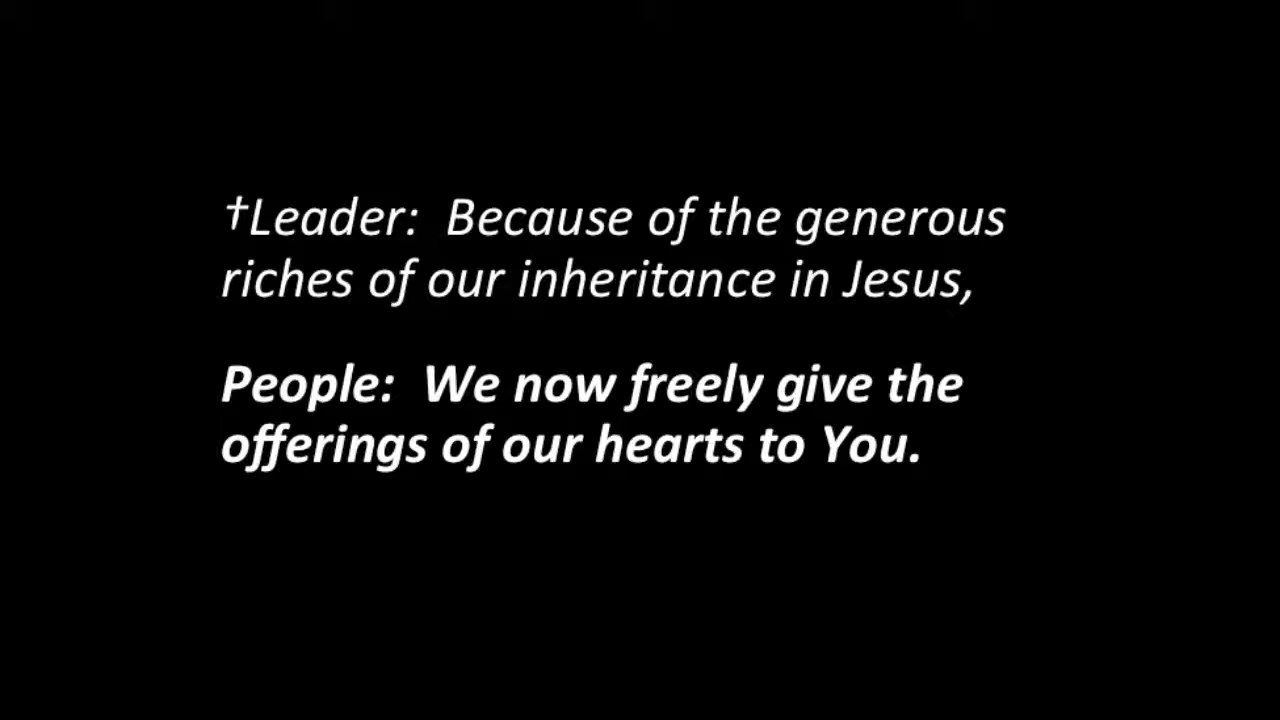 †Leader:  Because of the generous
riches of our inheritance in Jesus,
People:  We now freely give the
offerings of our hearts to You.